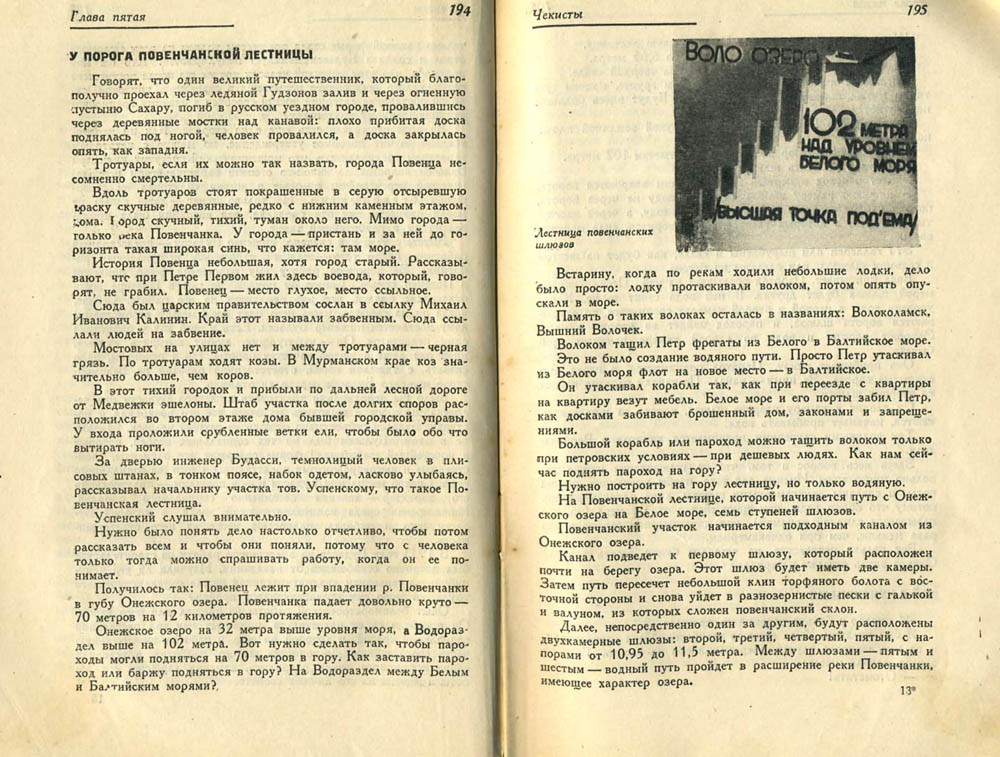 Глава пятая
194
У ПОРОГА ПОВЕНЧАНСКОЙ ЛЕСТНИЦЫ
Говорят, что один великий путешественник, который благо-
получно проехал через ледяной Гудзонов залив и через огненную
пустыню Сахару, погиб в русском уездном городе, провалившись
через деревянные мостки над канавой: плохо прибитая доска
поднялась под ногой, человек провалился, а доска закрылась
опять, как западня.
Тротуары, если их можно так назвать, города Повенца не-
сомненно смертельны.
Вдоль тротуаров стоят покрашенные в серую отсыревшую
краску скучные деревянные, редко с нижним каменным этажом,
дома. Город скучный, тихий, туман около него. Мимо города —
только река Повенчанка. У города — пристань и за ней до го-
ризонта такая широкая синь, что кажется: там море.
История Повенца небольшая, хотя город старый. Рассказы-
вают, что при Петре Первом жил здесь воевода, который, гово-
рят, не грабил. Повенец — место глухое, место ссыльное.
Сюда был царским правительством сослан в ссылку Михаил
Иванович Калинин. Край этот называли забвенным. Сюда ссы-
лали людей на забвение.
Мостовых на улицах нет и между тротуарами — черная
грязь. По тротуарам ходят козы. В Мурманском крае коз зна-
чительно больше, чем коров.
В этот тихий городок и прибыли по дальней лесной дороге
от Медвежки эшелоны. Штаб участка после долгих споров рас-
положился во втором этаже дома бывшей городской управы.
У входа проложили срубленные ветки ели, чтобы было обо что
вытирать ноги.
За дверью инженер Будасси, темнолицый человек в пли-
совых штанах, в тонком поясе, набок одетом, ласково улыбаясь,
рассказывал начальнику участка тов. Успенскому, что такое По-
венчанская лестница.
Успенский слушал внимательно.
Нужно было понять дело настолько отчетливо, чтобы потом
рассказать всем и чтобы они поняли, потому что с человека
только тогда можно спрашивать работу, когда он ее по-
нимает.
Получилось так: Повенец лежит при впадении р. Повенчанки
в губу Онежского озера. Повенчанка падает довольно круто —
70 метров на 12 километров протяжения.
Онежское озеро на 32 метра выше уровня моря, а Водораз-
дел выше на 102 метра. Вот нужно сделать так, чтобы паро-
ходы могли подняться на 70 метров в гору. Как заставить паро-
ход или баржу подняться в гору? На Водораздел между Белым
и Балтийским морями?
Чекисты
195
ВОЛО ОЗЕРО
102 МЕТРА
НАД УРОВНЕМ
БЕЛОГО МОРЯ
/ВЫСШАЯ ТОЧКА ПОД'ЕМА/
Лестница повенчанских
шлюзов
Встарину, когда по рекам ходили небольшие лодки, дело
было просто: лодку протаскивали волоком, потом опять опу-
скали в море.
Память о таких волоках осталась в названиях: Волоколамск,
Вышний Волочек.
Волоком тащил Петр фрегаты из Белого в Балтийское море.
Это не было создание водяного пути. Просто Петр утаскивал
из Белого моря флот на новое место — в Балтийское.
Он утаскивал корабли так, как при переезде с квартиры
на квартиру везут мебель. Белое море и его порты забил Петр,
как досками забивают брошенный дом, законами и запреще-
ниями.
Большой корабль или пароход можно тащить волоком только
при петровских условиях — при дешевых людях. Как нам сей-
час поднять пароход на гору?
Нужно построить на гору лестницу, но только водяную.
На Повенчанской лестнице, которой начинается путь с Онеж-
ского озера на Белое море, семь ступеней шлюзов.
Повенчанский участок начинается подходным каналом из
Онежского озера.
Канал подведет к первому шлюзу, который расположен
почти на берегу озера. Этот шлюз будет иметь две камеры.
Затем путь пересечет небольшой клин торфяного болота с вос-
точной стороны и снова уйдет в разнозернистые пески с галькой
и валуном, из которых сложен повенчанский склон.
Далее, непосредственно один за другим, будут расположены
двухкамерные шлюзы: второй, третий, четвертый, пятый, с на-
порами от 10,95 до 11,5 метра. Между шлюзами — пятым и
шестым — водный путь пройдет в расширение реки Повенчанки,
имеющее характер озера.
13*